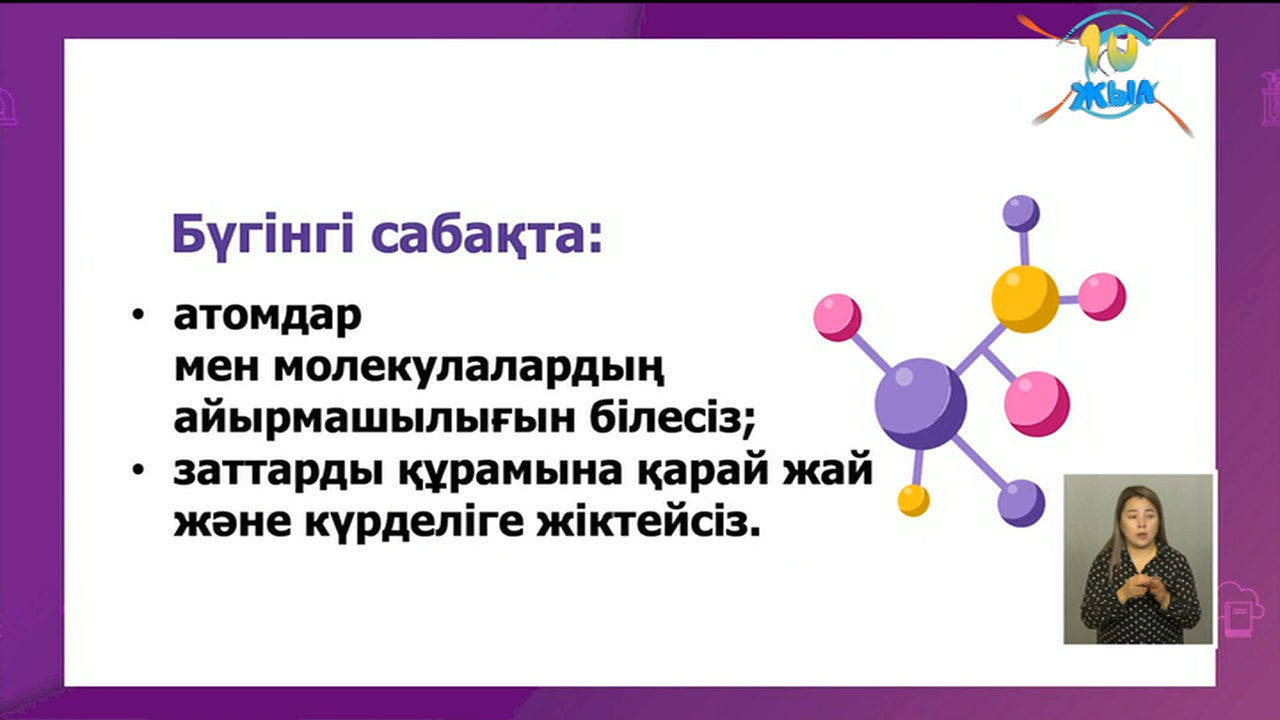 10
ЖЫЛ
Бүгінгі сабақта:
• атомдар
мен молекулалардың
айырмашылығын білесіз;
• заттарды құрамына қарай жай
және күрделіге жіктейсіз.